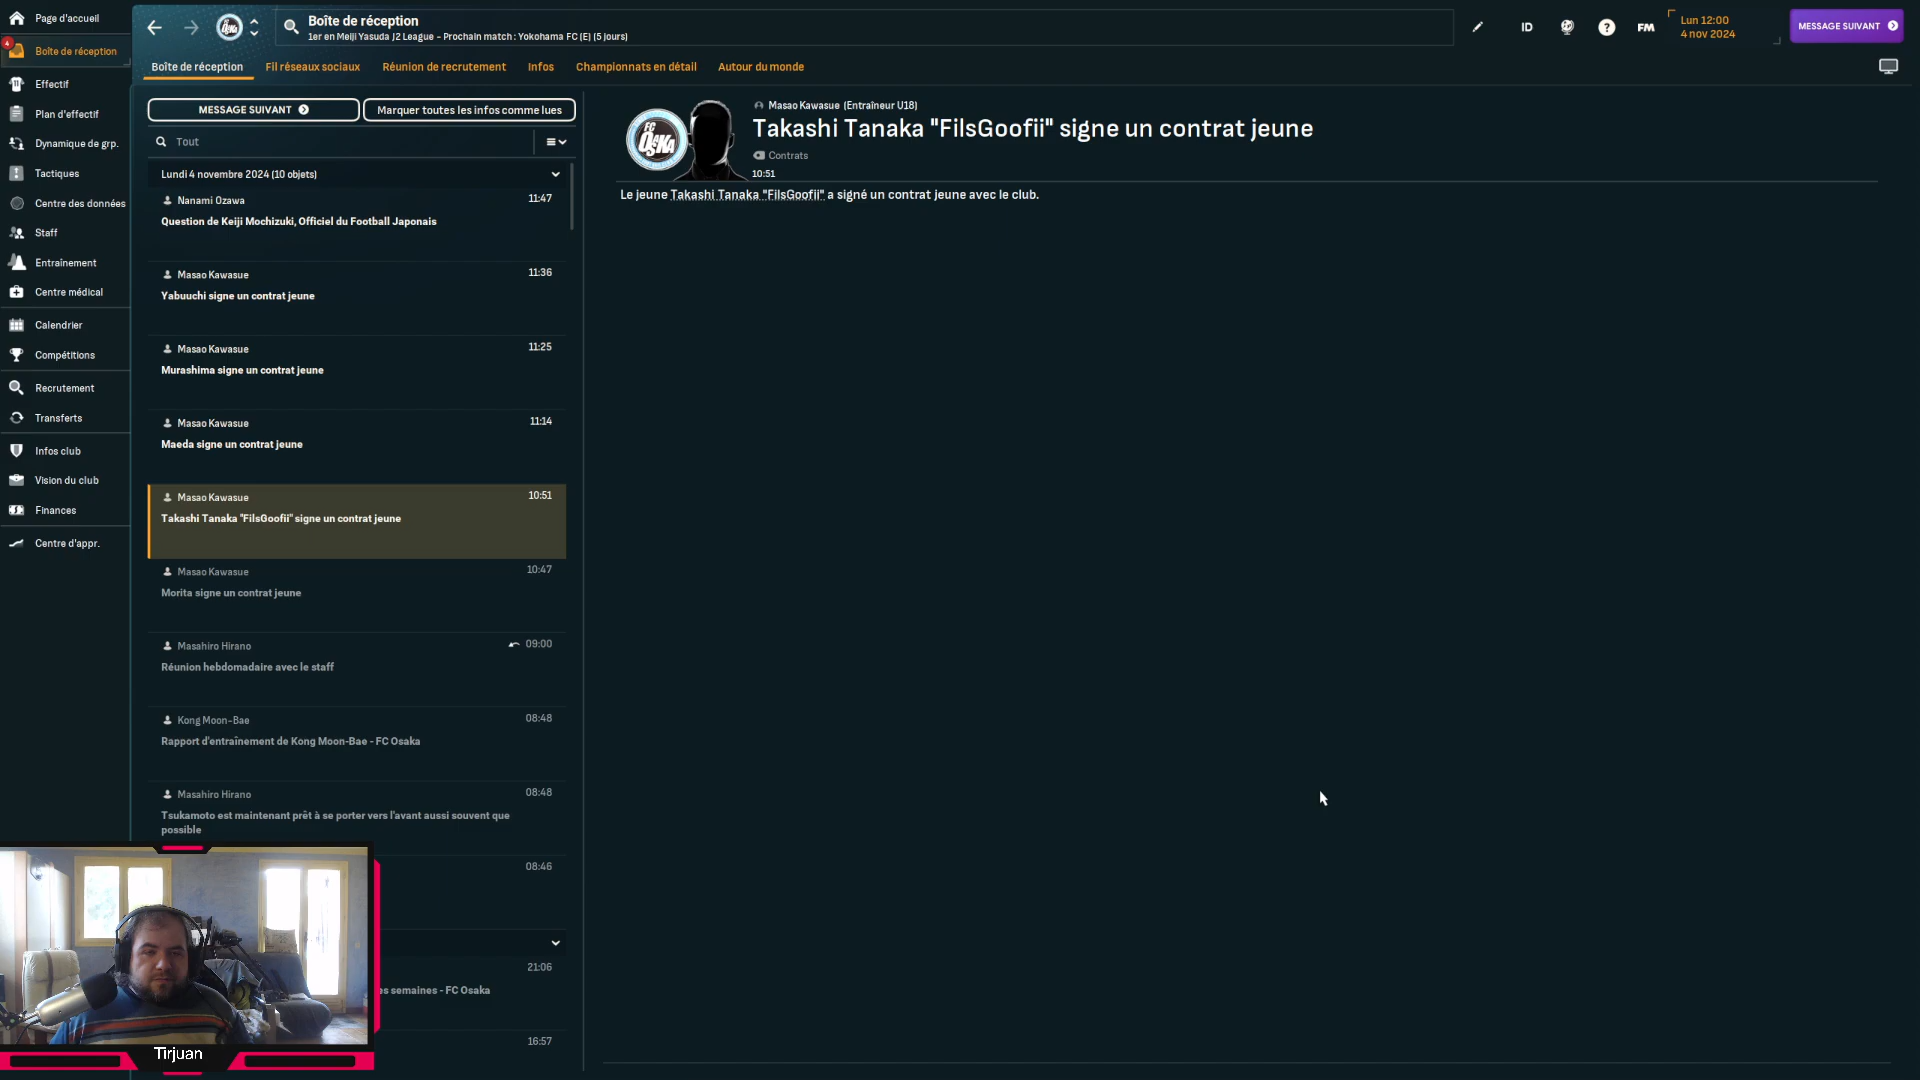 Page d'accueil
4
Boîte de réception
Effectif
Plan d'effectif
Dynamique de grp.
Tactiques
Centre des données
Staff
Entraînement
Centre médical
Calendrier
Compétitions
Recrutement
Transferts
Infos club
Vision du club
Finances
Centre d'appr.
Boîte de réception
1er en Meiji Yasuda J2 League - Prochain match : Yokohama FC (E) (5 jours)
ID
FM
Lun 12:00
4 nov 2024
MESSAGE SUIVANT
Boîte de réception
Fil réseaux sociaux
Réunion de recrutement
Infos
Championnats en détail
Autour du monde
MESSAGE SUIVANT
Marquer toutes les infos comme lues
Tout
Lundi 4 novembre 2024 (10 objets)
Nanami Ozawa 11:47
Question de Keiji Mochizuki, Officiel du Football Japonais
Masao Kawasue 11:36
Yabuuchi signe un contrat jeune
Masao Kawasue 11:25
Murashima signe un contrat jeune
Masao Kawasue 11:14
Maeda signe un contrat jeune
Masao Kawasue 10:51
Takashi Tanaka "FilsGoofii" signe un contrat jeune
Masao Kawasue 10:47
Morita signe un contrat jeune
Masahiro Hirano 09:00
Réunion hebdomadaire avec le staff
Kong Moon-Bae 08:48
Rapport d'entraînement de Kong Moon-Bae - FC Osaka
Masahiro Hirano 08:48
Tsukamoto est maintenant prêt à se porter vers l'avant aussi souvent que
possible
08:46
21:06
es semaines - FC Osaka
16:57
FC OSAKA
Masao Kawasue (Entraîneur U18)
Takashi Tanaka "FilsGoofii" signe un contrat jeune
Contrats
10:51
Le jeune Takashi Tanaka "FilsGoofii" a signé un contrat jeune avec le club.
Tirjuan